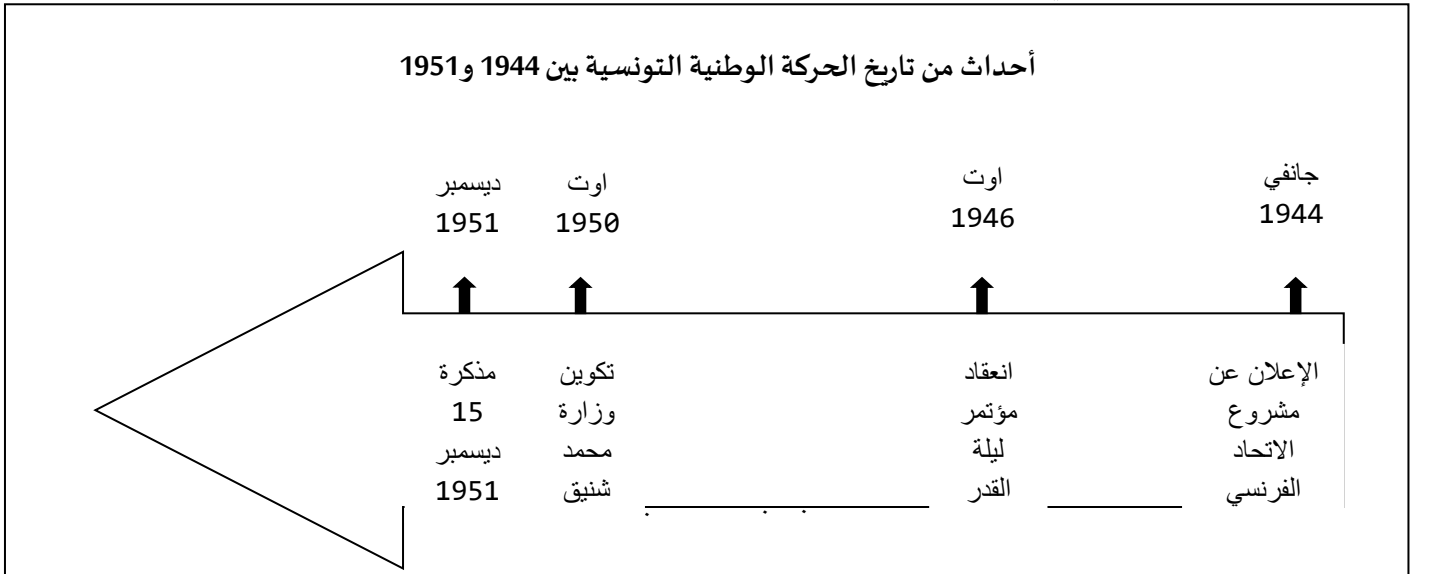 أحداث من تاريخ الحركة الوطنية التونسية بين 1944 و1951
جانفي
1944
اوت
1946
اوت
1950
ديسمبر
1951
الإعلان عن
مشروع
الاتحاد
الفرنسي
انعقاد
مؤتمر
ليلة
القدر
تكوين
وزارة
محمد
شنيق
مذكرة
15
ديسمبر
1951